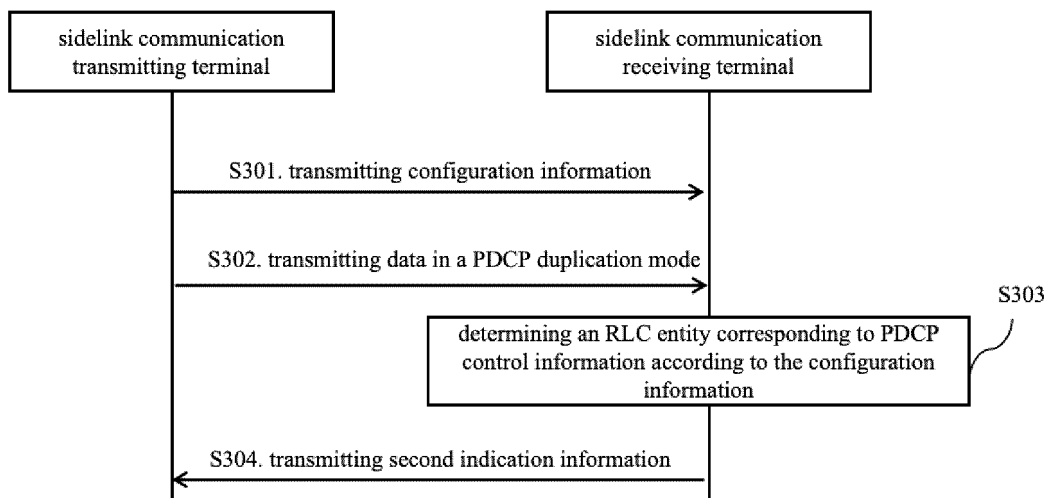 sidelink communication
transmitting terminal
sidelink communication
receiving terminal
S301. transmitting configuration information
S302. transmitting data in a PDCP duplication mode
S303
determining an RLC entity corresponding to PDCP
control information according to the configuration
information
S304. transmitting second indication information